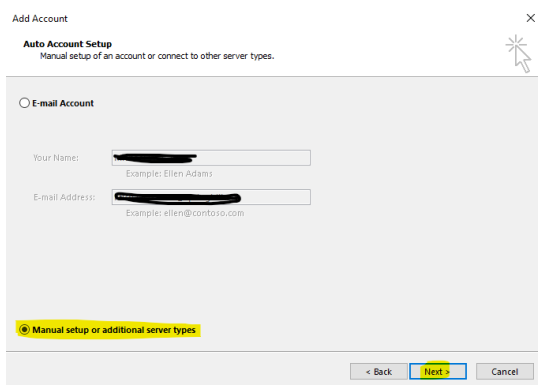 Add Account
Auto Account Setup
Manual setup of an account or connect to other server types.
E-mail Account
Your Name:
Example: Ellen Adams
E-mail Address:
Example: ellen@contoso.com
Manual setup or additional server types
< Back Next > Cancel